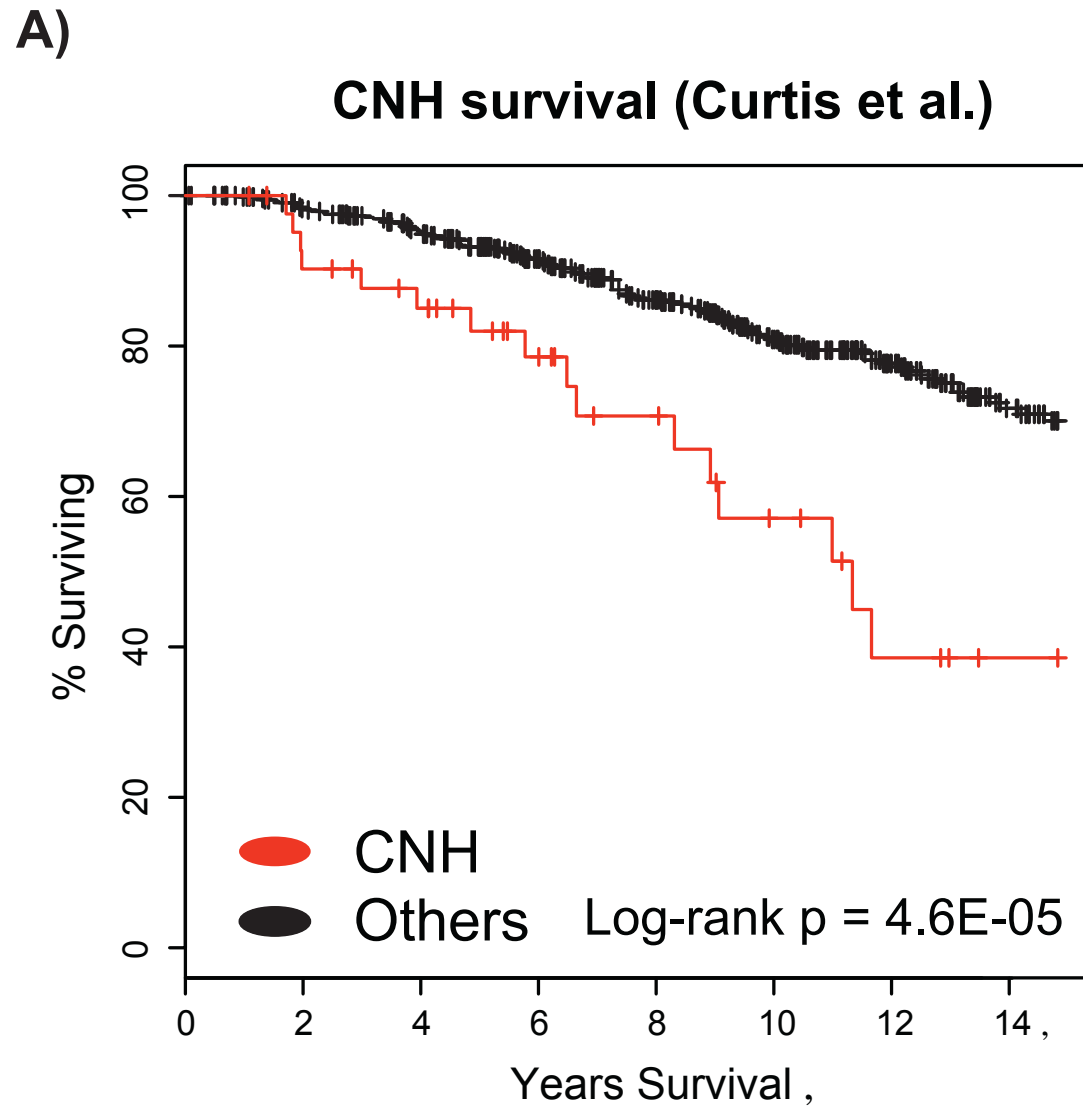 A)
CNH survival (Curtis et al.)
100
80
60
40
20
0
% Surviving
CNH
Others
Log-rank p = 4.6E-05
0 2 4 6 8 10 12 14 ,
Years Survival ,